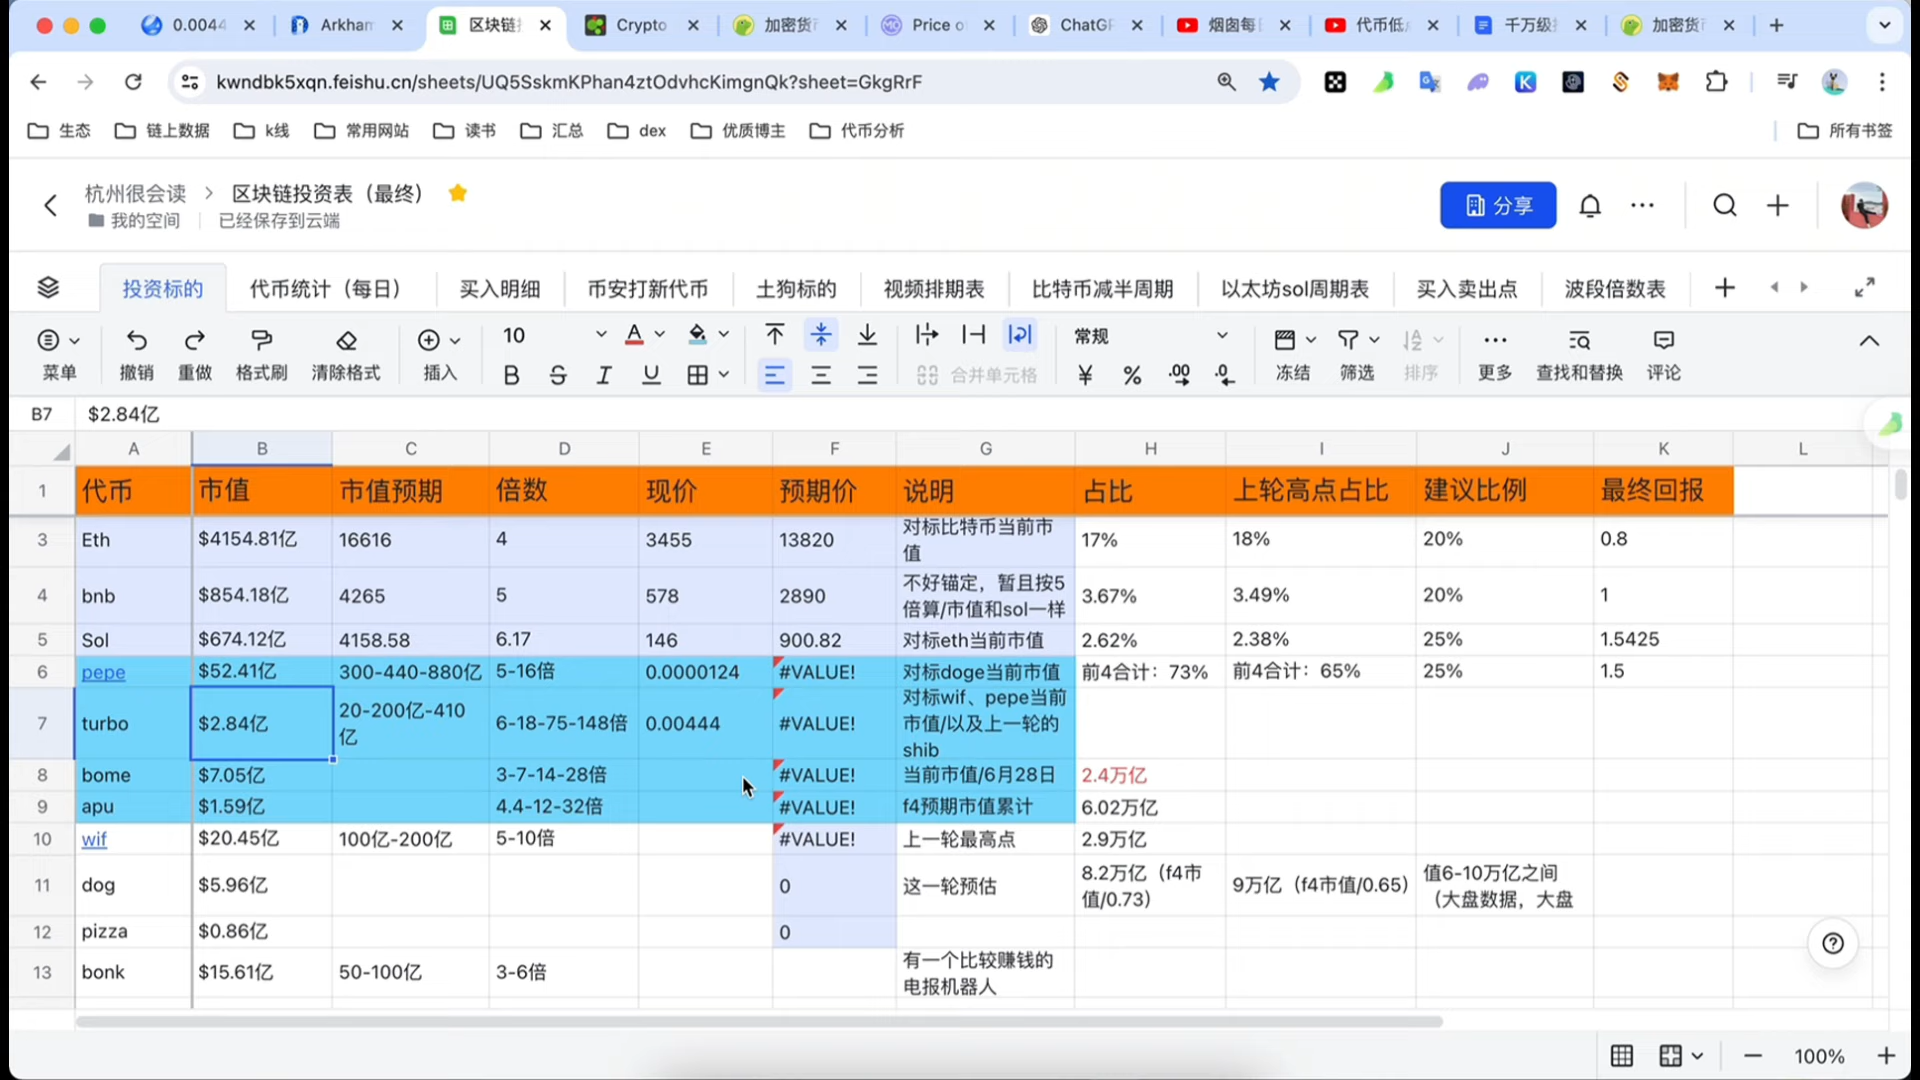 0.0044
Arkham
区块链
Crypto
加密货
Price o
ChatGP
烟囱每
代币低
千万级
加密货
kwndbk5xqn.feishu.cn/sheets/UQ5SskmKPhan4ztOdvhcKimgnQk?sheet=GkgRrF
生态 链上数据 k线 常用网站 读书 汇总 dex 优质博主 代币分析 所有书签
杭州很会读 > 区块链投资表（最终）
我的空间 已经保存到云端
分享
投资标的 代币统计（每日） 买入明细 币安打新代币 土狗标的 视频排期表 比特币减半周期 以太坊sol周期表 买入卖出点 波段倍数表
10 常规
菜单 撤销 重做 格式刷 清除格式 插入 合并单元格 冻结 筛选 排序 更多 查找和替换 评论
B7 $2.84亿
A B C D E F G H I J K L
1 代币 市值 市值预期 倍数 现价 预期价 说明 占比 上轮高点占比 建议比例 最终回报
3 Eth $4154.81亿 16616 4 3455 13820 对标比特币当前市值 17% 18% 20% 0.8
4 bnb $854.18亿 4265 5 578 2890 不好锚定，暂且按5倍算/市值和sol一样 3.67% 3.49% 20% 1
5 Sol $674.12亿 4158.58 6.17 146 900.82 对标eth当前市值 2.62% 2.38% 25% 1.5425
6 pepe $52.41亿 300-440-880亿 5-16倍 0.0000124 #VALUE! 对标doge当前市值 前4合计：73% 前4合计：65% 25% 1.5
7 turbo $2.84亿 20-200亿-410亿 6-18-75-148倍 0.00444 #VALUE! 对标wif、pepe当前市值/以及上一轮的shib
8 bome $7.05亿 3-7-14-28倍 #VALUE! 当前市值/6月28日 2.4万亿
9 apu $1.59亿 4.4-12-32倍 #VALUE! f4预期市值累计 6.02万亿
10 wif $20.45亿 100亿-200亿 5-10倍 #VALUE! 上一轮最高点 2.9万亿
11 dog $5.96亿 0 这一轮预估 8.2万亿（f4市值/0.73） 9万亿（f4市值/0.65） 值6-10万亿之间（大盘数据，大盘
12 pizza $0.86亿 0
13 bonk $15.61亿 50-100亿 3-6倍 有一个比较赚钱的电报机器人
100%